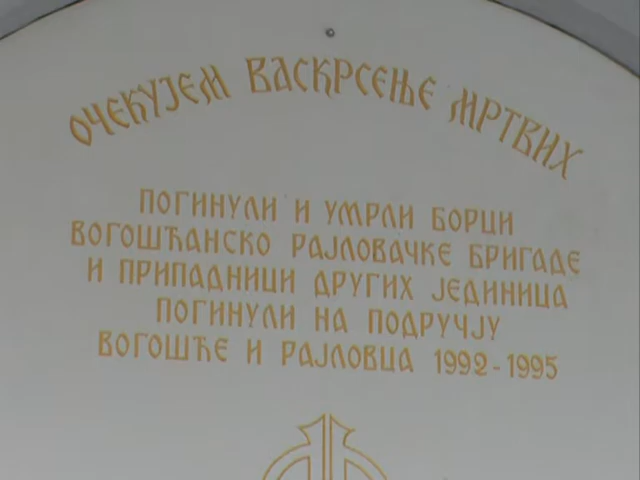 ОЧЕКУЈЕМ ВАСКРСЕЊЕ МРТВИХ
ПОГИНУЛИ И УМРЛИ БОРЦИ
ВОГОШЋАНСКО РАЈЛОВАЧКЕ БРИГАДЕ
И ПРИПАДНИЦИ ДРУГИХ ЈЕДИНИЦА
ПОГИНУЛИ НА ПОДРУЧЈУ
ВОГОШЋЕ И РАЈЛОВЦА 1992-1995